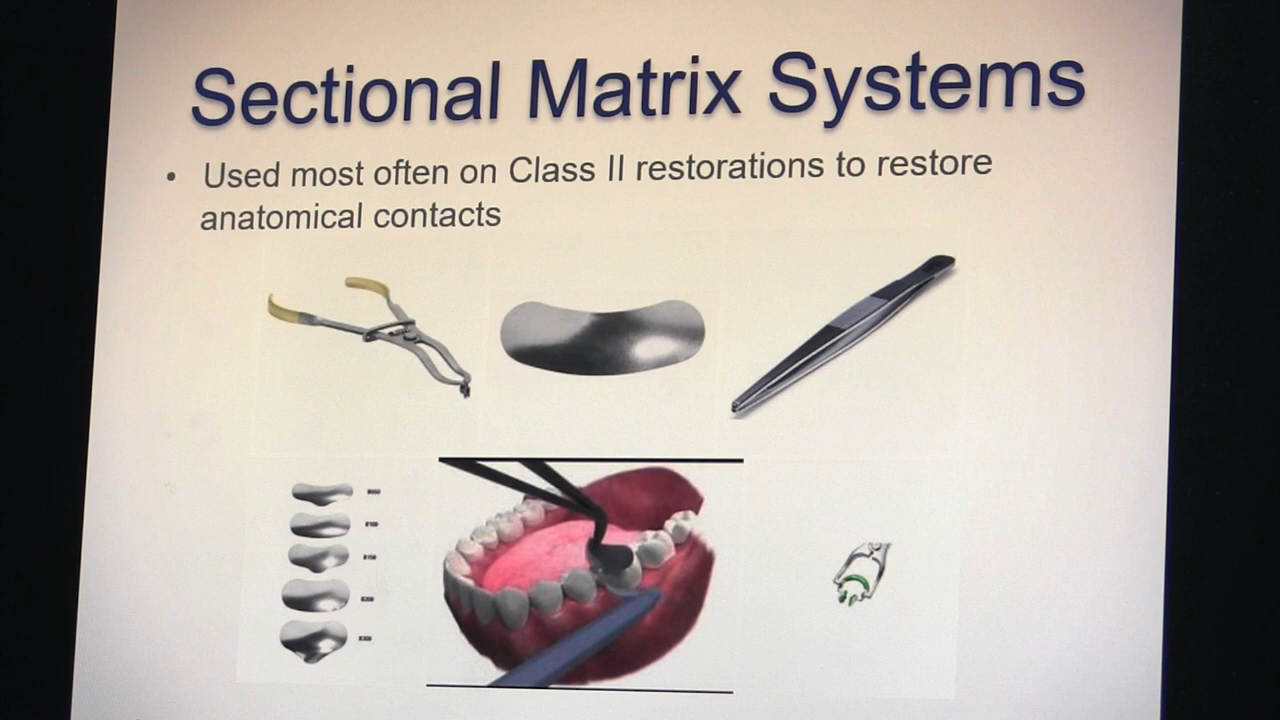 Sectional Matrix Systems
• Used most often on Class II restorations to restore
anatomical contacts